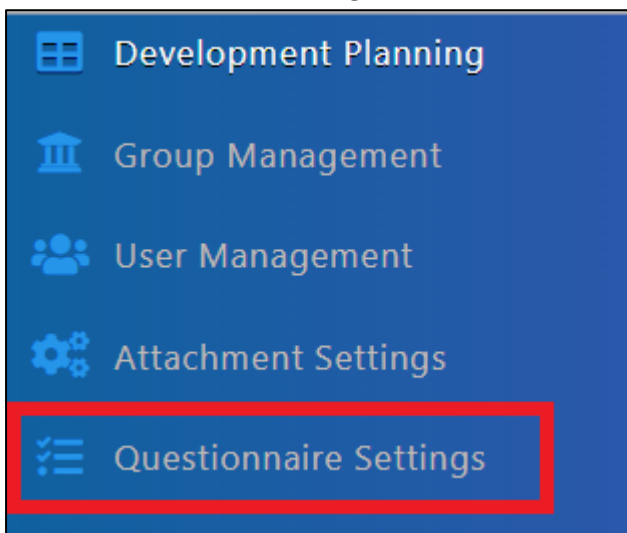 Development Planning
Group Management
User Management
Attachment Settings
Questionnaire Settings